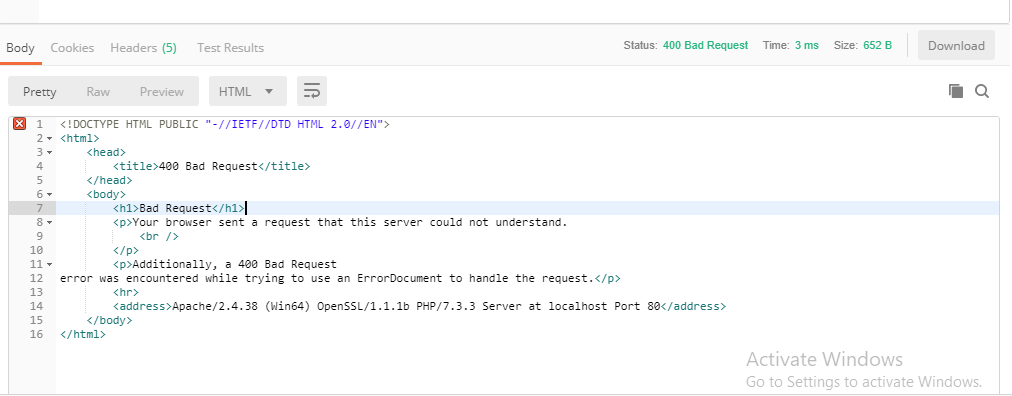 Body Cookies Headers (5) Test Results Status: 400 Bad Request Time: 3 ms Size: 652 B Download
Pretty Raw Preview HTML
1 <!DOCTYPE HTML PUBLIC "-//IETF//DTD HTML 2.0//EN">
2 <html>
3 <head>
4 <title>400 Bad Request</title>
5 </head>
6 <body>
7 <h1>Bad Request</h1>
8 <p>Your browser sent a request that this server could not understand.
9 <br />
10 </p>
11 <p>Additionally, a 400 Bad Request
12 error was encountered while trying to use an ErrorDocument to handle the request.</p>
13 <hr>
14 <address>Apache/2.4.38 (Win64) OpenSSL/1.1.1b PHP/7.3.3 Server at localhost Port 80</address>
15 </body>
16 </html>
Activate Windows
Go to Settings to activate Windows.